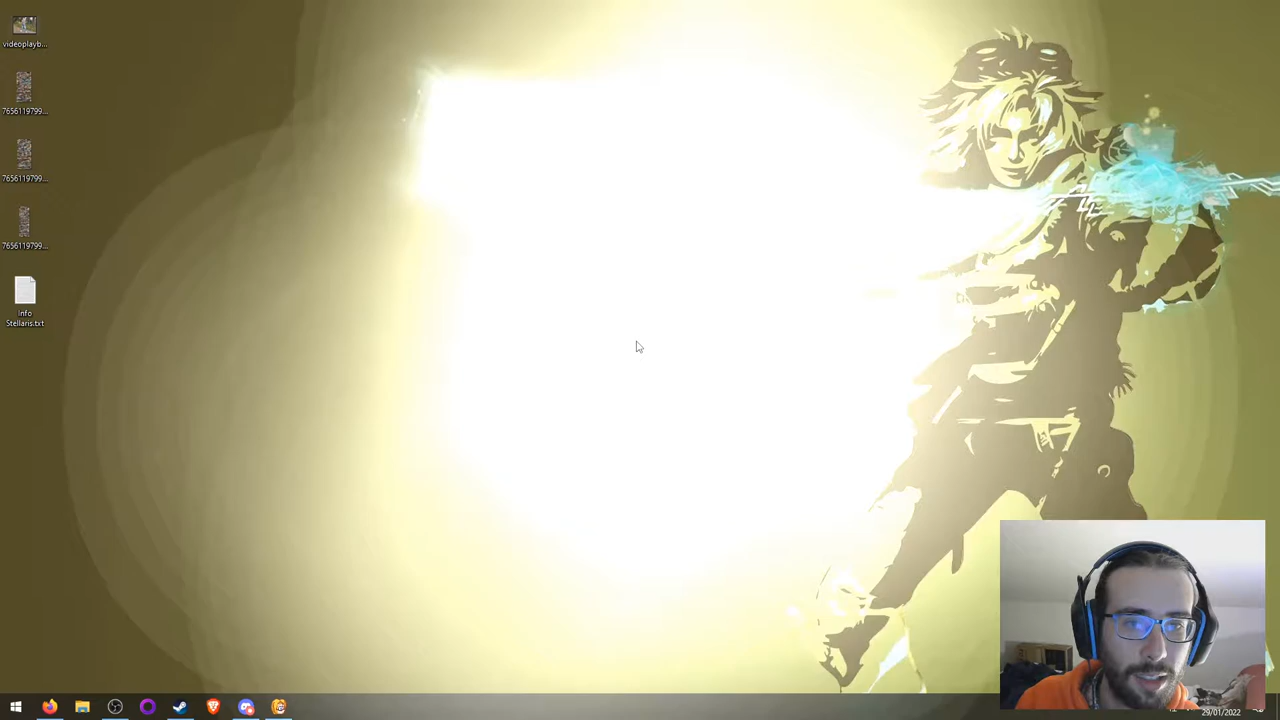 videoplayb...
7656119799...
7656119799...
7656119799...
info
Stellaris.txt
29/01/2022